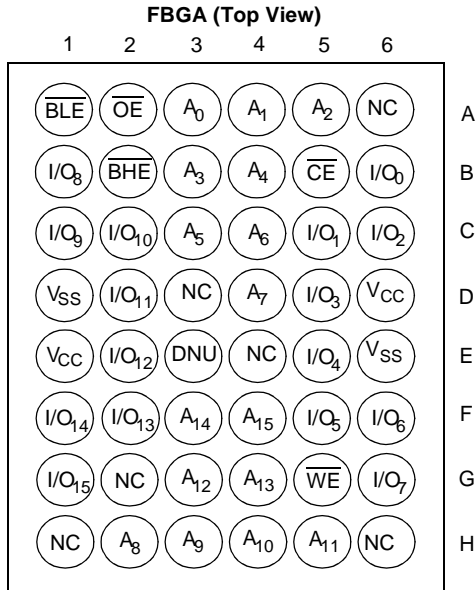 FBGA (Top View)
1 2 3 4 5 6
BLE OE A0 A1 A2 NC A
I/O8 BHE A3 A4 CE I/O0 B
I/O9 I/O10 A5 A6 I/O1 I/O2 C
VSS I/O11 NC A7 I/O3 VCC D
VCC I/O12 DNU NC I/O4 VSS E
I/O14 I/O13 A14 A15 I/O5 I/O6 F
I/O15 NC A12 A13 WE I/O7 G
NC A8 A9 A10 A11 NC H